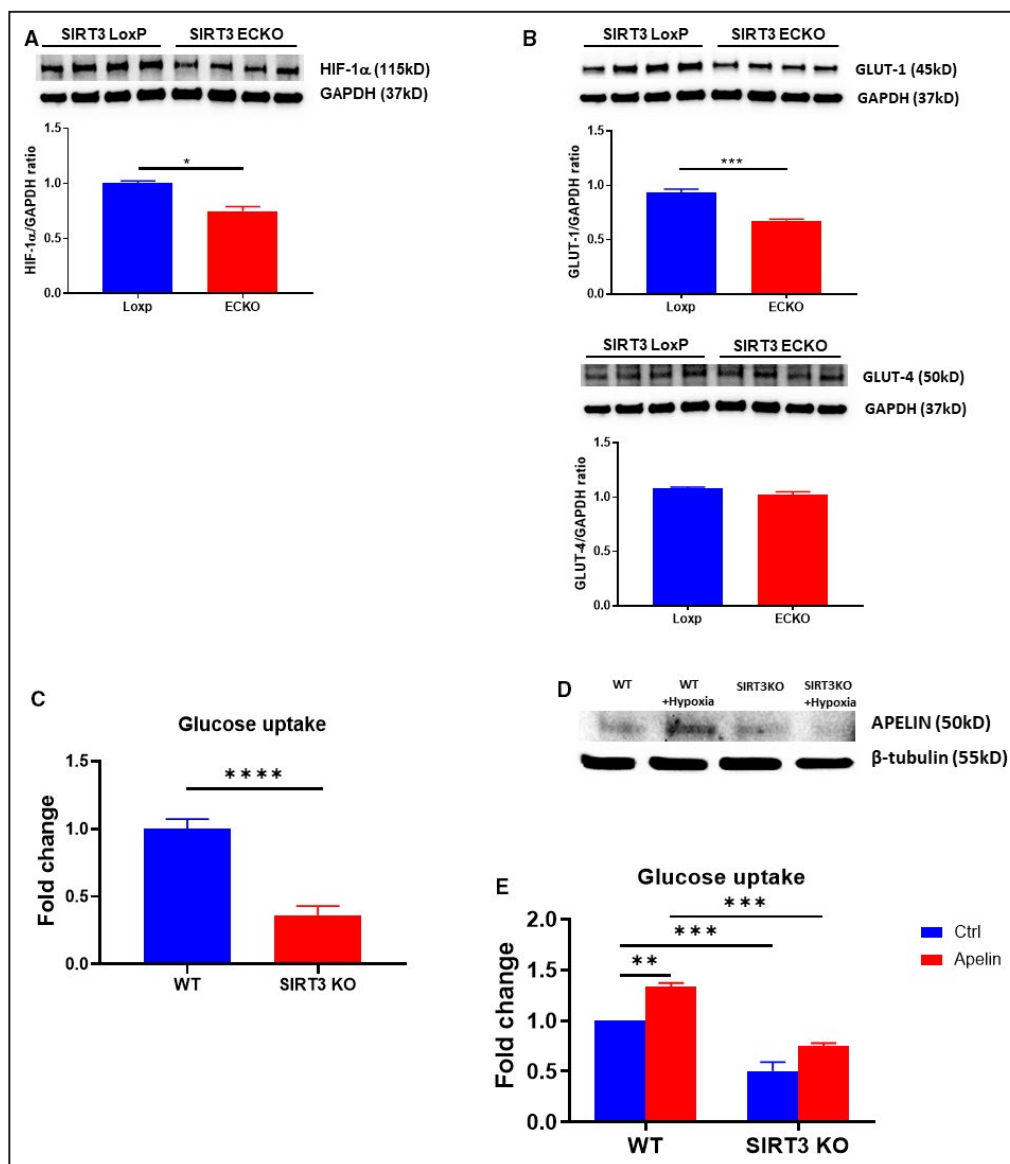 A
SIRT3 LoxP SIRT3 ECKO
HIF-1α (115kD)
GAPDH (37kD)
HIF-1α/GAPDH ratio
1.5
1.0
0.5
0.0
*
Loxp ECKO
B
SIRT3 LoxP SIRT3 ECKO
GLUT-1 (45kD)
GAPDH (37kD)
GLUT-1/GAPDH ratio
1.5
1.0
0.5
0.0
***
Loxp ECKO
SIRT3 LoxP SIRT3 ECKO
GLUT-4 (50kD)
GAPDH (37kD)
GLUT-4/GAPDH ratio
1.5
1.0
0.5
0.0
Loxp ECKO
C
Glucose uptake
Fold change
1.5
1.0
0.5
0.0
****
WT SIRT3 KO
D
WT WT +Hypoxia SIRT3KO SIRT3KO +Hypoxia
APELIN (50kD)
β-tubulin (55kD)
E
Glucose uptake
Fold change
2.0
1.5
1.0
0.5
0.0
***
***
**
WT SIRT3 KO
Ctrl
Apelin